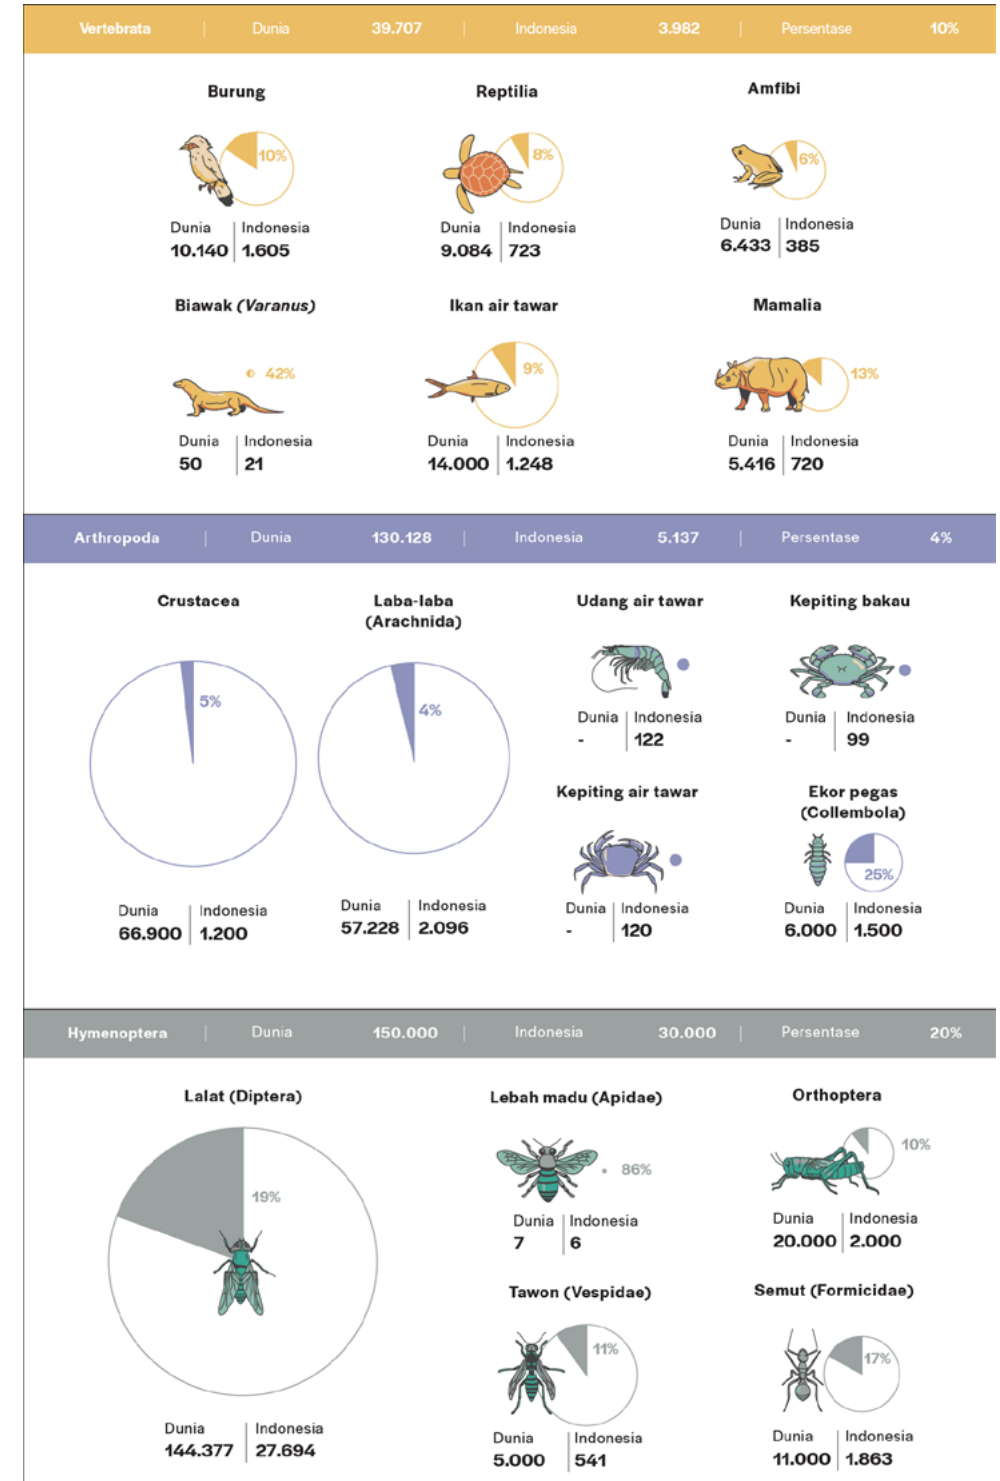 Vertebrata | Dunia 39.707 | Indonesia 3.982 | Persentase 10%
Burung
10%
Dunia | Indonesia
10.140 | 1.605
Reptilia
8%
Dunia | Indonesia
9.084 | 723
Amfibi
6%
Dunia | Indonesia
6.433 | 385
Biawak (Varanus)
42%
Dunia | Indonesia
50 | 21
Ikan air tawar
9%
Dunia | Indonesia
14.000 | 1.248
Mamalia
13%
Dunia | Indonesia
5.416 | 720
Arthropoda | Dunia 130.128 | Indonesia 5.137 | Persentase 4%
Crustacea
5%
Dunia | Indonesia
66.900 | 1.200
Laba-laba
(Arachnida)
4%
Dunia | Indonesia
57.228 | 2.096
Udang air tawar
Dunia | Indonesia
- | 122
Kepiting bakau
Dunia | Indonesia
- | 99
Kepiting air tawar
Dunia | Indonesia
- | 120
Ekor pegas
(Collembola)
25%
Dunia | Indonesia
6.000 | 1.500
Hymenoptera | Dunia 150.000 | Indonesia 30.000 | Persentase 20%
Lalat (Diptera)
19%
Dunia | Indonesia
144.377 | 27.694
Lebah madu (Apidae)
86%
Dunia | Indonesia
7 | 6
Orthoptera
10%
Dunia | Indonesia
20.000 | 2.000
Tawon (Vespidae)
11%
Dunia | Indonesia
5.000 | 541
Semut (Formicidae)
17%
Dunia | Indonesia
11.000 | 1.863